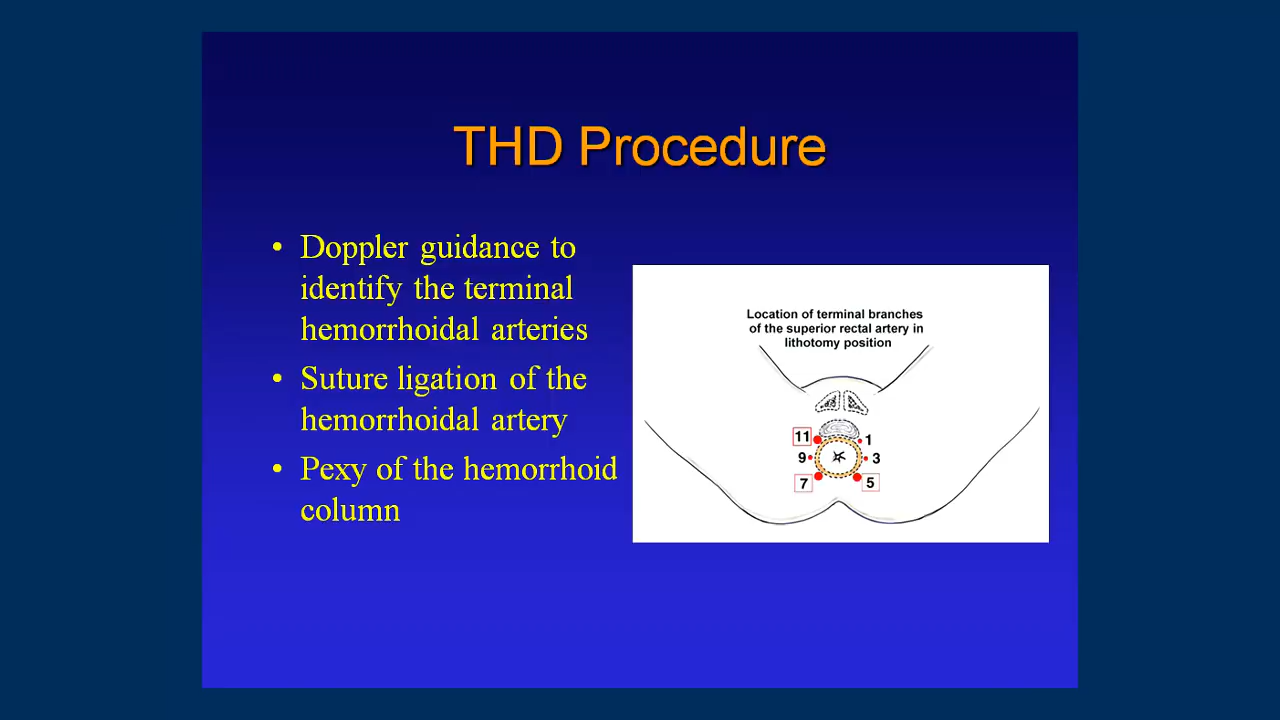 THD Procedure
• Doppler guidance to
identify the terminal
hemorrhoidal arteries
• Suture ligation of the
hemorrhoidal artery
• Pexy of the hemorrhoid
column
Location of terminal branches
of the superior rectal artery in
lithotomy position
11 1
9 3
7 5